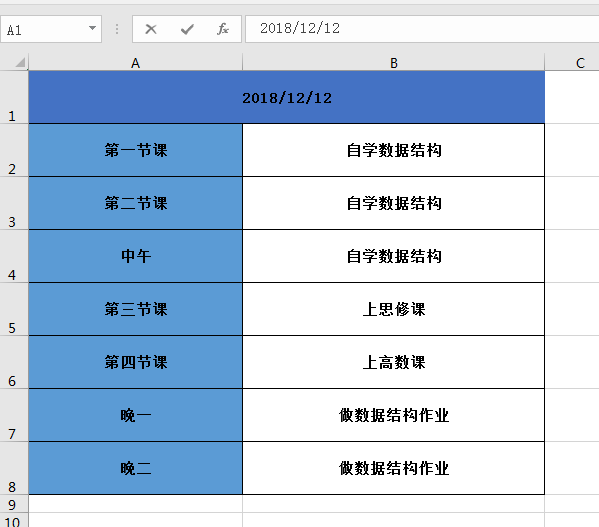 A1 fx 2018/12/12
A B C
1 2018/12/12
2 第一节课 自学数据结构
3 第二节课 自学数据结构
4 中午 自学数据结构
5 第三节课 上思修课
6 第四节课 上高数课
7 晚一 做数据结构作业
8 晚二 做数据结构作业
9
10